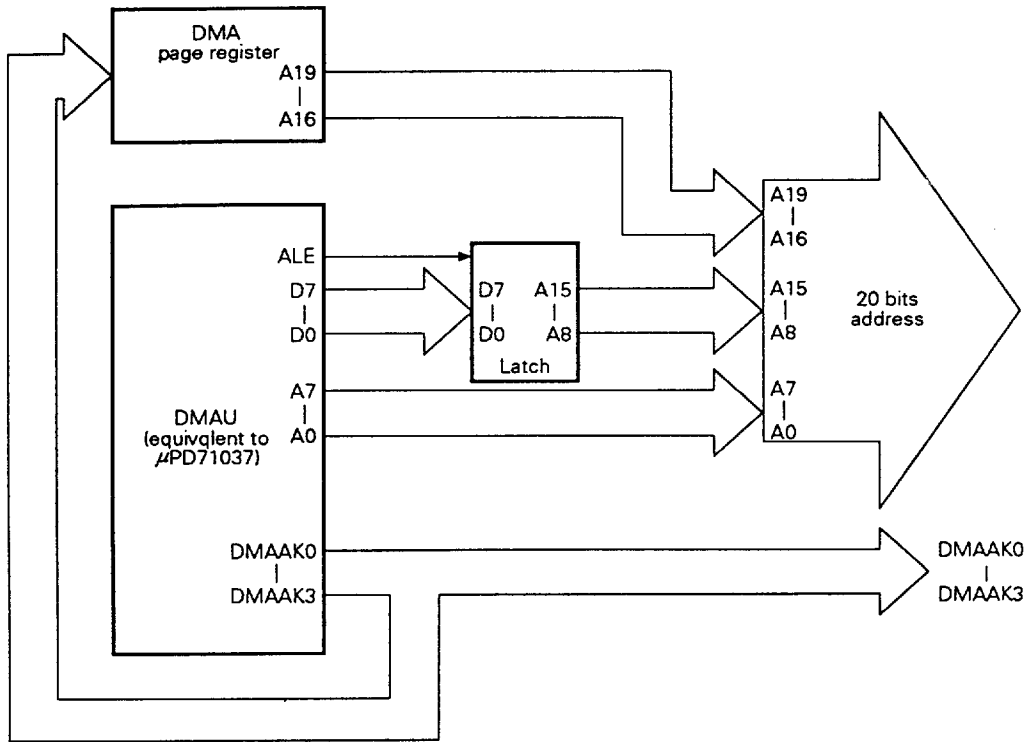 DMA
page register
A19
|
A16
ALE
D7
|
D0
A7
|
A0
DMAU
(equivqlent to
μPD71037)
DMAAK0
|
DMAAK3
D7
|
D0
A15
|
A8
Latch
A19
|
A16
A15
|
A8
A7
|
A0
20 bits
address
DMAAK0
|
DMAAK3